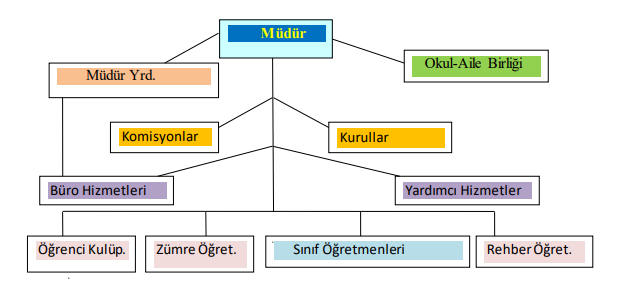 Müdür
Müdür Yrd.
Okul-Aile Birliği
Komisyonlar
Kurullar
Büro Hizmetleri
Yardımcı Hizmetler
Öğrenci Kulüp.
Zümre Öğret.
Sınıf Öğretmenleri
Rehber Öğret.